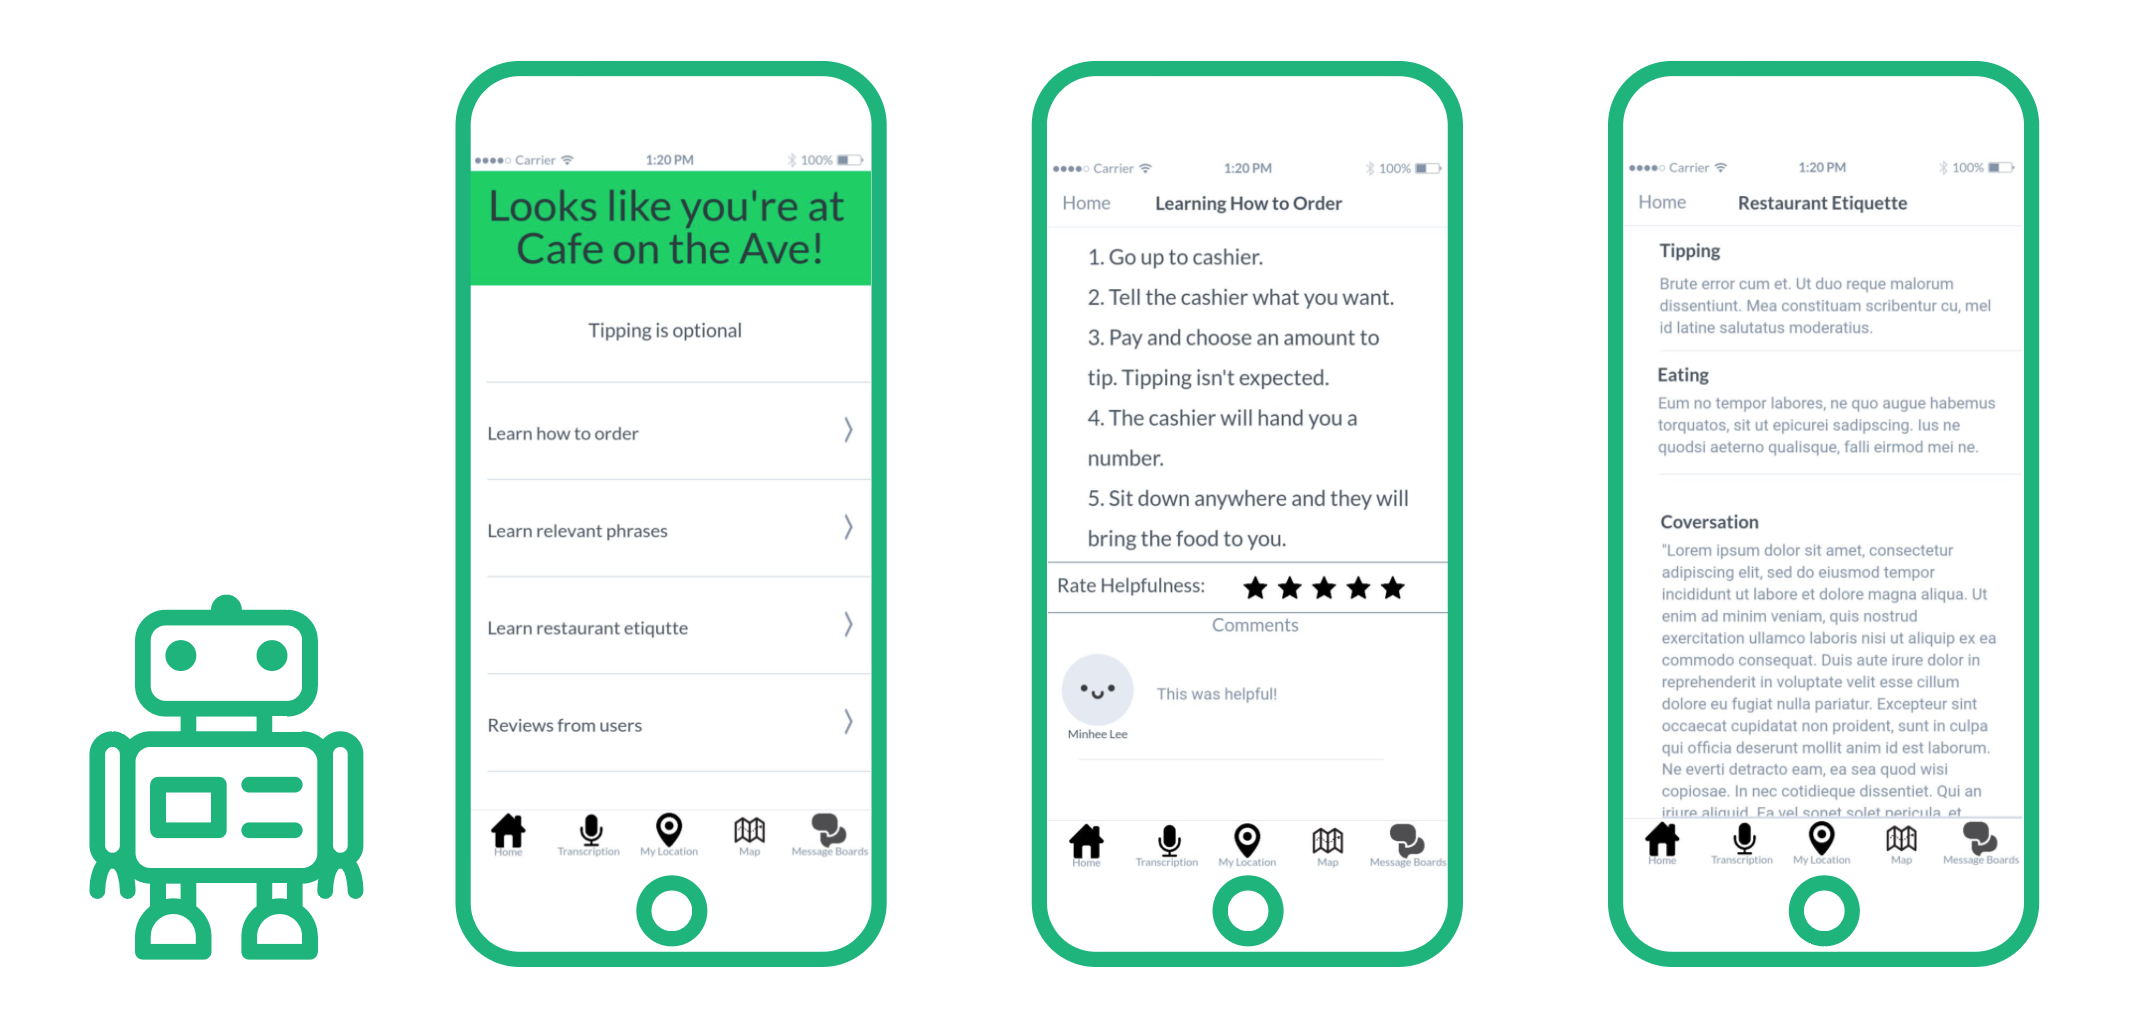 Carrier 1:20 PM 100%
Looks like you're at
Cafe on the Ave!
Tipping is optional
Learn how to order
Learn relevant phrases
Learn restaurant etiqutte
Reviews from users
Home Transcription My Location Map Message Boards
Carrier 1:20 PM 100%
Home Learning How to Order
1. Go up to cashier.
2. Tell the cashier what you want.
3. Pay and choose an amount to
tip. Tipping isn't expected.
4. The cashier will hand you a
number.
5. Sit down anywhere and they will
bring the food to you.
Rate Helpfulness:
Comments
This was helpful!
Minhee Lee
Home Transcription My Location Map Message Boards
Carrier 1:20 PM 100%
Home Restaurant Etiquette
Tipping
Brute error cum et. Ut duo reque malorum
dissentiunt. Mea constituam scribentur cu, mel
id latine salutatus moderatius.
Eating
Eum no tempor labores, ne quo augue habemus
torquatos, sit ut epicurei sadipscing. Ius ne
quodsi aeterno qualisque, falli eirmod mei ne.
Coversation
"Lorem ipsum dolor sit amet, consectetur
adipiscing elit, sed do eiusmod tempor
incididunt ut labore et dolore magna aliqua. Ut
enim ad minim veniam, quis nostrud
exercitation ullamco laboris nisi ut aliquip ex ea
commodo consequat. Duis aute irure dolor in
reprehenderit in voluptate velit esse cillum
dolore eu fugiat nulla pariatur. Excepteur sint
occaecat cupidatat non proident, sunt in culpa
qui officia deserunt mollit anim id est laborum.
Ne everti detracto eam, ea sea quod wisi
copiosae. In nec cotidieque dissentiet. Qui an
iriure aliquid. Ea vel sonet solet pericula, et
Home Transcription My Location Map Message Boards